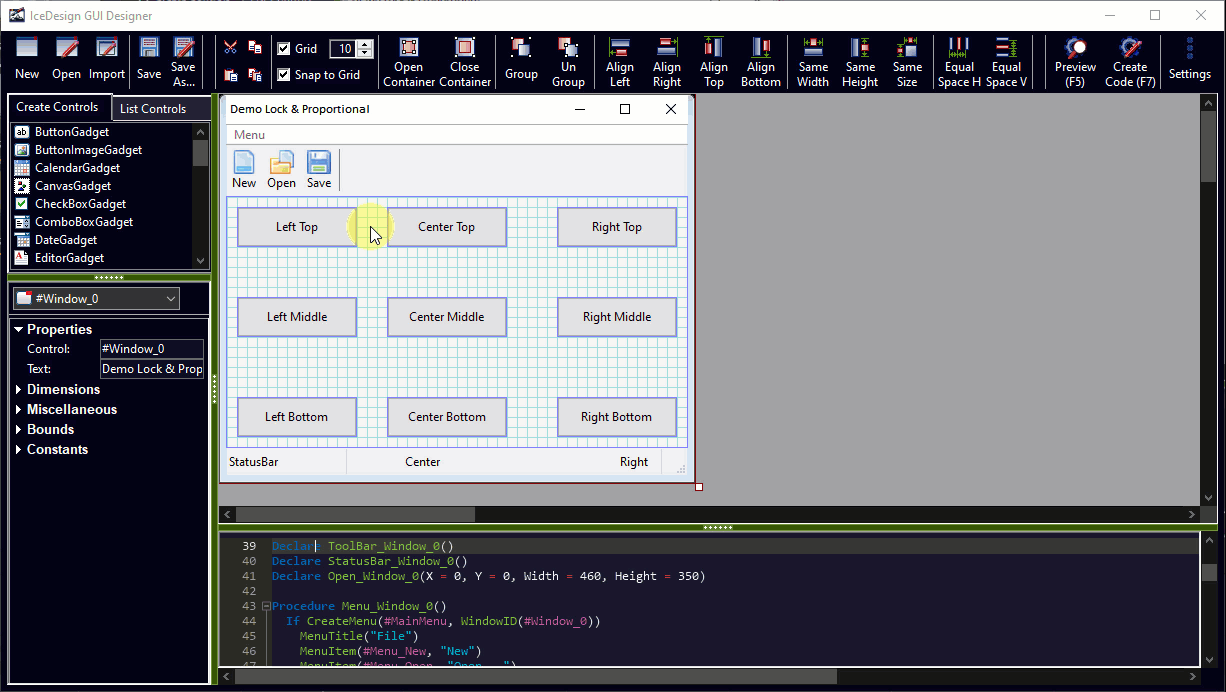 IceDesign GUI Designer
New Open Import Save Save As... Grid 10 Snap to Grid Open Container Close Container Group Un Group Align Left Align Right Align Top Align Bottom Same Width Same Height Same Size Equal Space H Equal Space V Preview (F5) Create Code (F7) Settings
Create Controls List Controls
ButtonGadget
ButtonImageGadget
CalendarGadget
CanvasGadget
CheckBoxGadget
ComboBoxGadget
DateGadget
EditorGadget
#Window_0
Properties
Control: #Window_0
Text: Demo Lock & Prop
Dimensions
Miscellaneous
Bounds
Constants
Demo Lock & Proportional
Menu
New Open Save
Left Top Center Top Right Top
Left Middle Center Middle Right Middle
Left Bottom Center Bottom Right Bottom
StatusBar Center Right
39 Declare ToolBar_Window_0()
40 Declare StatusBar_Window_0()
41 Declare Open_Window_0(X = 0, Y = 0, Width = 460, Height = 350)
42
43 Procedure Menu_Window_0()
44 If CreateMenu(#MainMenu, WindowID(#Window_0))
45 MenuTitle("File")
46 MenuItem(#Menu_New, "New")
47 MenuItem(#Menu_Open, "Open...")